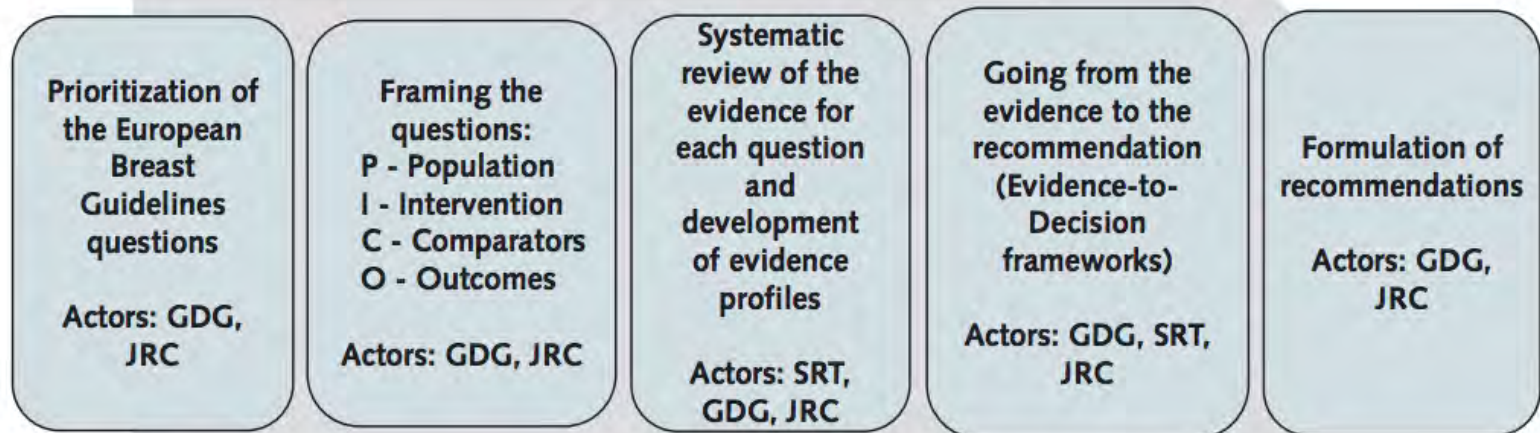 Prioritization of
the European
Breast
Guidelines
questions
Actors: GDG,
JRC
Framing the
questions:
P - Population
I - Intervention
C - Comparators
O - Outcomes
Actors: GDG, JRC
Systematic
review of the
evidence for
each question
and
development
of evidence
profiles
Actors: SRT,
GDG, JRC
Going from the
evidence to the
recommendation
(Evidence-to-
Decision
frameworks)
Actors: GDG, SRT,
JRC
Formulation of
recommendations
Actors: GDG,
JRC